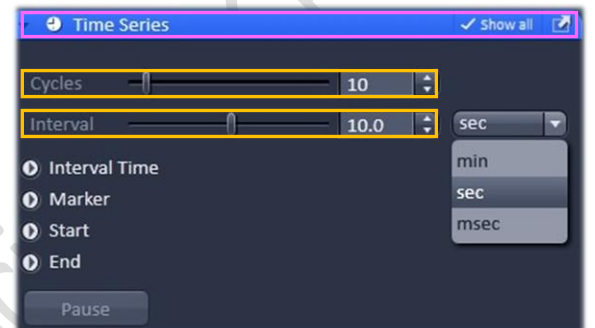 Time Series Show all
Cycles 10
Interval 10.0 sec
min
Interval Time
sec
Marker
msec
Start
End
Pause